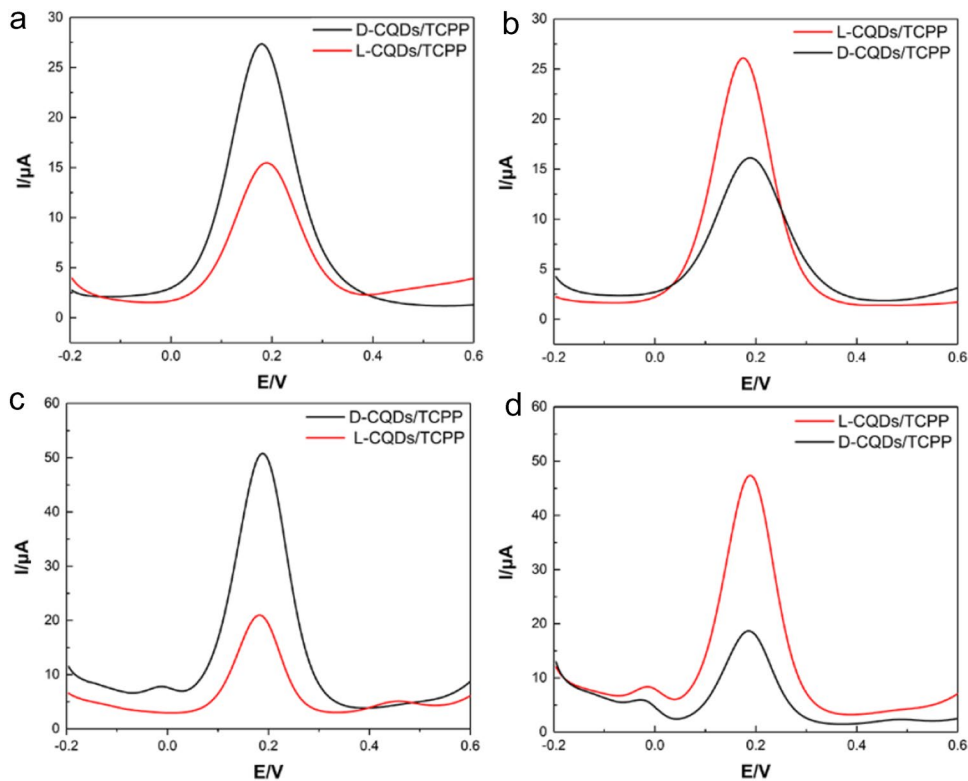 a
D-CQDs/TCPP
L-CQDs/TCPP
30
25
20
15
10
5
0
I/µA
-0.2 0.0 0.2 0.4 0.6
E/V
b
L-CQDs/TCPP
D-CQDs/TCPP
30
25
20
15
10
5
0
I/µA
-0.2 0.0 0.2 0.4 0.6
E/V
c
D-CQDs/TCPP
L-CQDs/TCPP
60
50
40
30
20
10
0
I/µA
-0.2 0.0 0.2 0.4 0.6
E/V
d
L-CQDs/TCPP
D-CQDs/TCPP
60
50
40
30
20
10
0
I/µA
-0.2 0.0 0.2 0.4 0.6
E/V